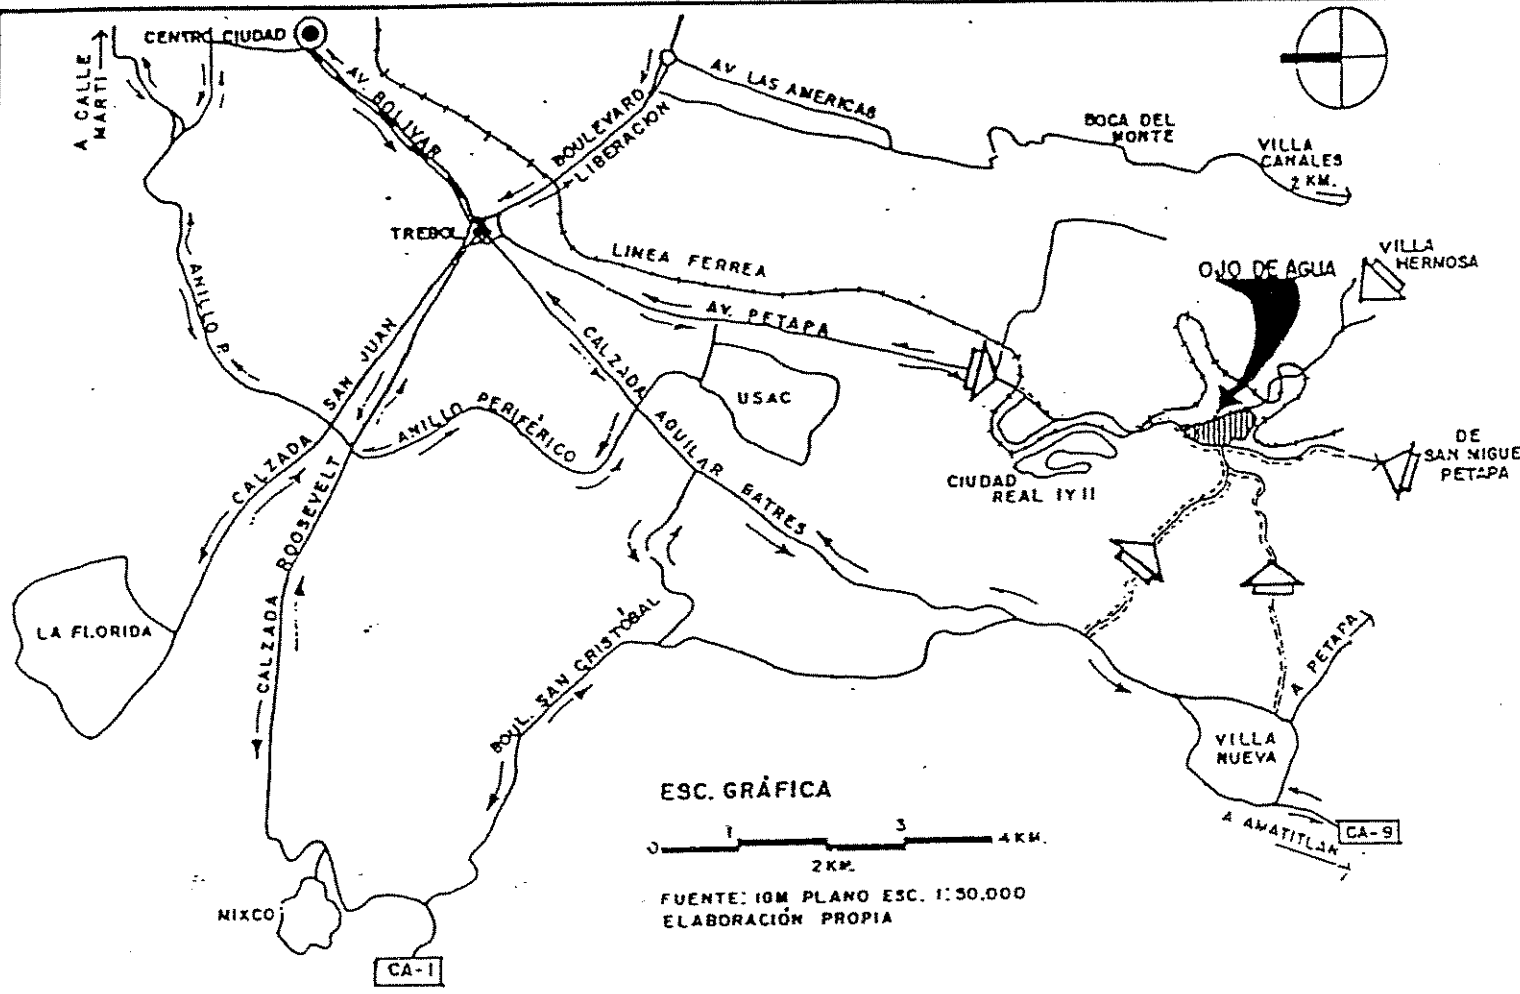 CENTRO CIUDAD
A CALLE
MARTI
AV. BOLIVAR
BOULEVARD
LIBERACION
AV LAS AMERICAS
BOCA DEL
MONTE
VILLA
CANALES
2 KM.
TREBOL
LINEA FERREA
AV. PETAPA
OJO DE AGUA
VILLA
HERMOSA
ANILLO P.
CALZADA SAN JUAN
CALZADA AGUILAR BATRES
USAC
ANILLO PERIFÉRICO
CIUDAD
REAL I Y II
DE
SAN MIGUE
PETAPA
CALZADA ROOSEVELT
LA FLORIDA
BOUL. SAN CRISTÓBAL
A PETAPA
VILLA
NUEVA
A AMATITLAN
CA-9
ESC. GRÁFICA
0 1 2 KM. 3 4 KM.
FUENTE: IGM PLANO ESC. 1:50,000
ELABORACIÓN PROPIA
MIXCO
CA-1